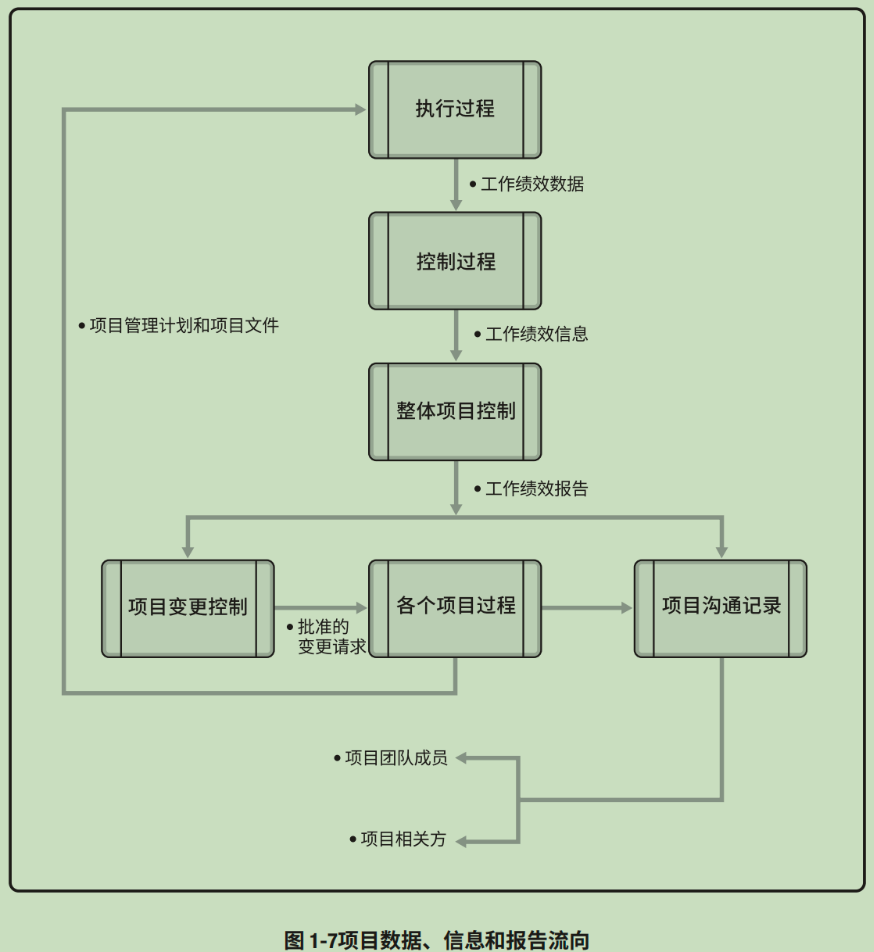 执行过程
• 工作绩效数据
控制过程
• 项目管理计划和项目文件
• 工作绩效信息
整体项目控制
• 工作绩效报告
项目变更控制
• 批准的
变更请求
各个项目过程
项目沟通记录
• 项目团队成员
• 项目相关方
图 1-7项目数据、信息和报告流向